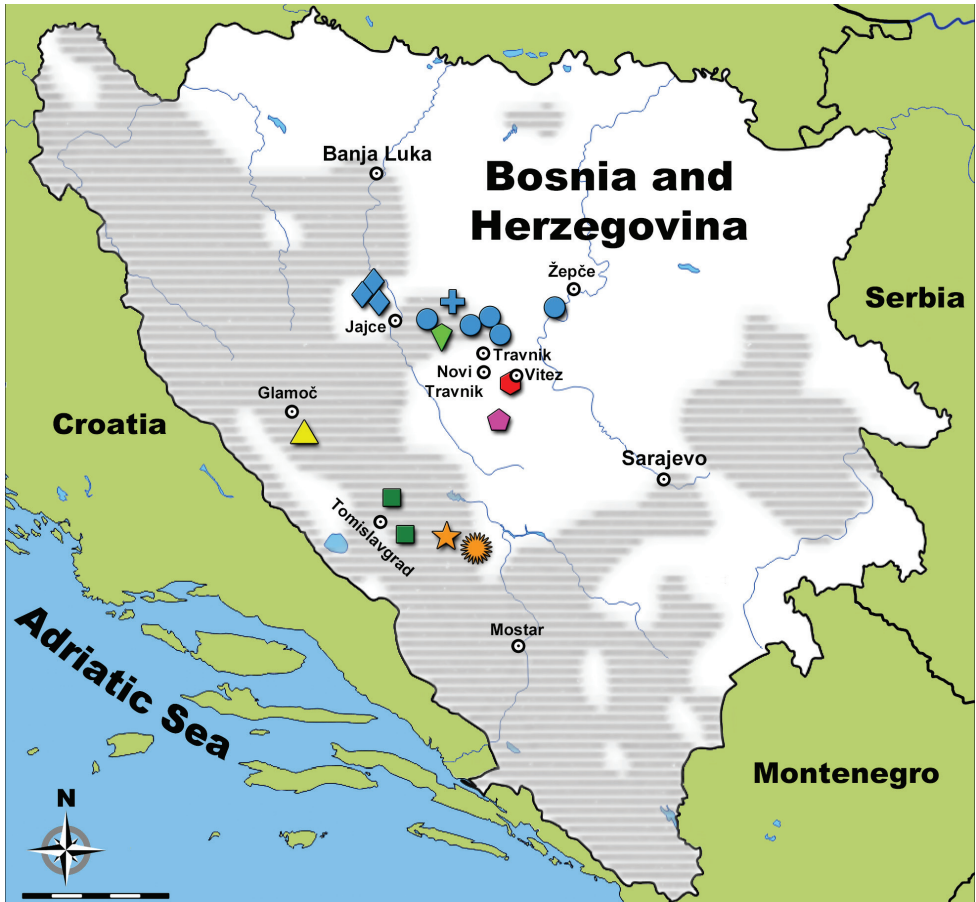 Banja Luka
Bosnia and
Herzegovina
Žepče
Serbia
Jajce
Travnik
Novi
Travnik
Vitez
Glamoč
Croatia
Sarajevo
Tomislavgrad
Mostar
Adriatic Sea
Montenegro
N